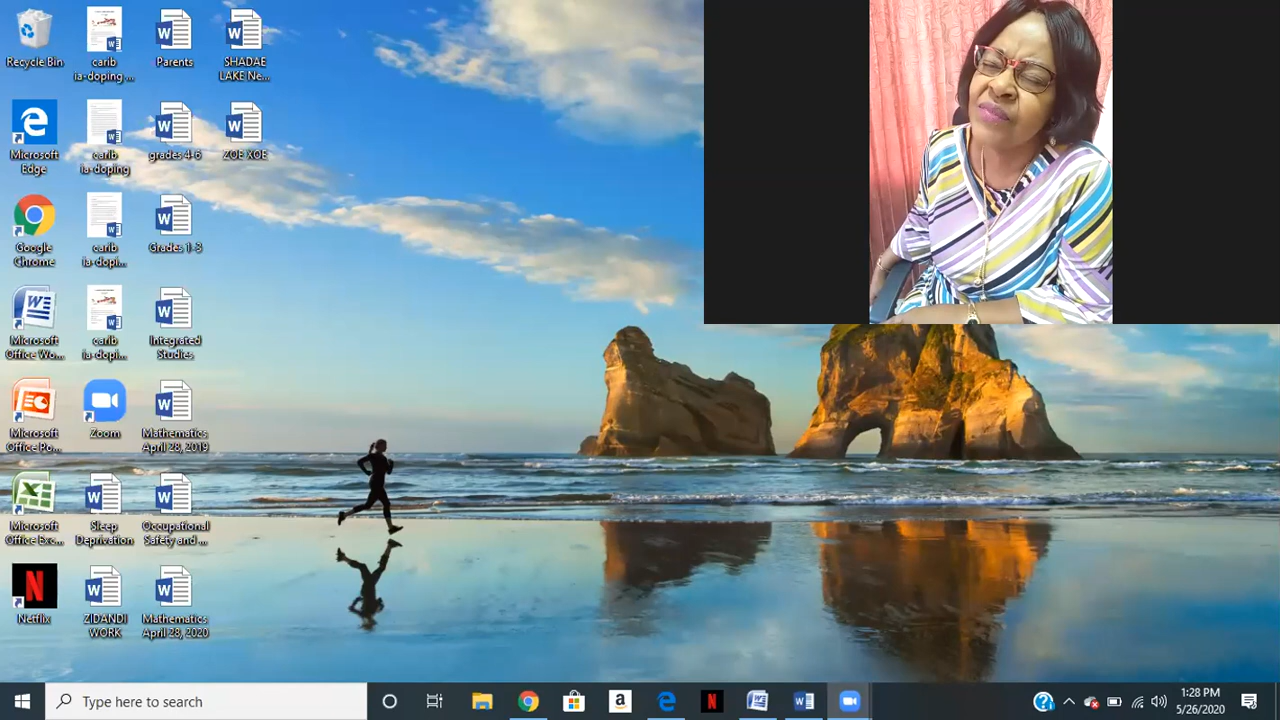 Recycle Bin
carib
ia-doping ...
Parents
SHADAE
LAKE Ne...
Microsoft
Edge
carib
ia-doping
grades 4-6
ZOE XOE
Google
Chrome
carib
ia-dopi...
Grades 1-3
Microsoft
Office Wo...
carib
ia-dopi...
Integrated
Studies
Microsoft
Office Po...
Zoom
Mathematics
April 28, 2019
Microsoft
Office Exc...
Sleep
Deprivation
Occupational
Safety and ...
Netflix
ZIDANDI
WORK
Mathematics
April 28, 2020
Type here to search
1:28 PM
5/26/2020